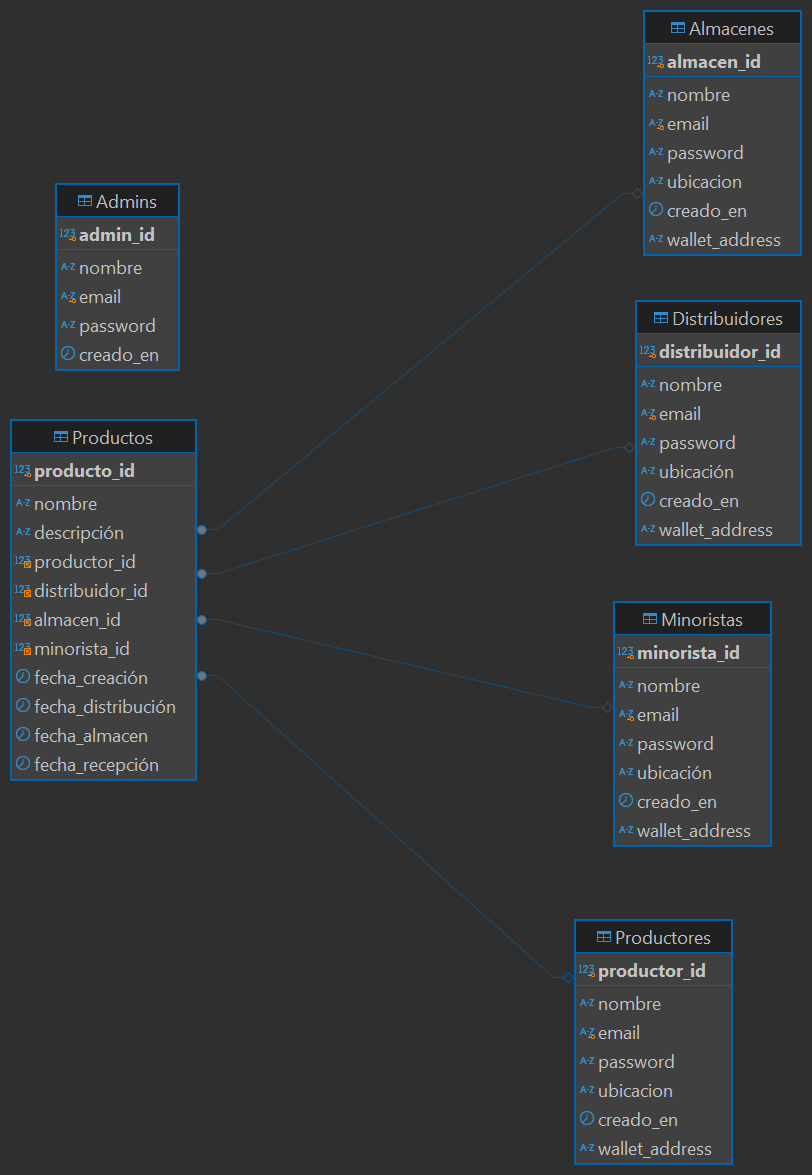 Almacenes
almacen_id
nombre
email
password
ubicacion
creado_en
wallet_address
Admins
admin_id
nombre
email
password
creado_en
Distribuidores
distribuidor_id
nombre
email
password
ubicación
creado_en
wallet_address
Productos
producto_id
nombre
descripción
productor_id
distribuidor_id
almacen_id
minorista_id
fecha_creación
fecha_distribución
fecha_almacen
fecha_recepción
Minoristas
minorista_id
nombre
email
password
ubicación
creado_en
wallet_address
Productores
productor_id
nombre
email
password
ubicacion
creado_en
wallet_address